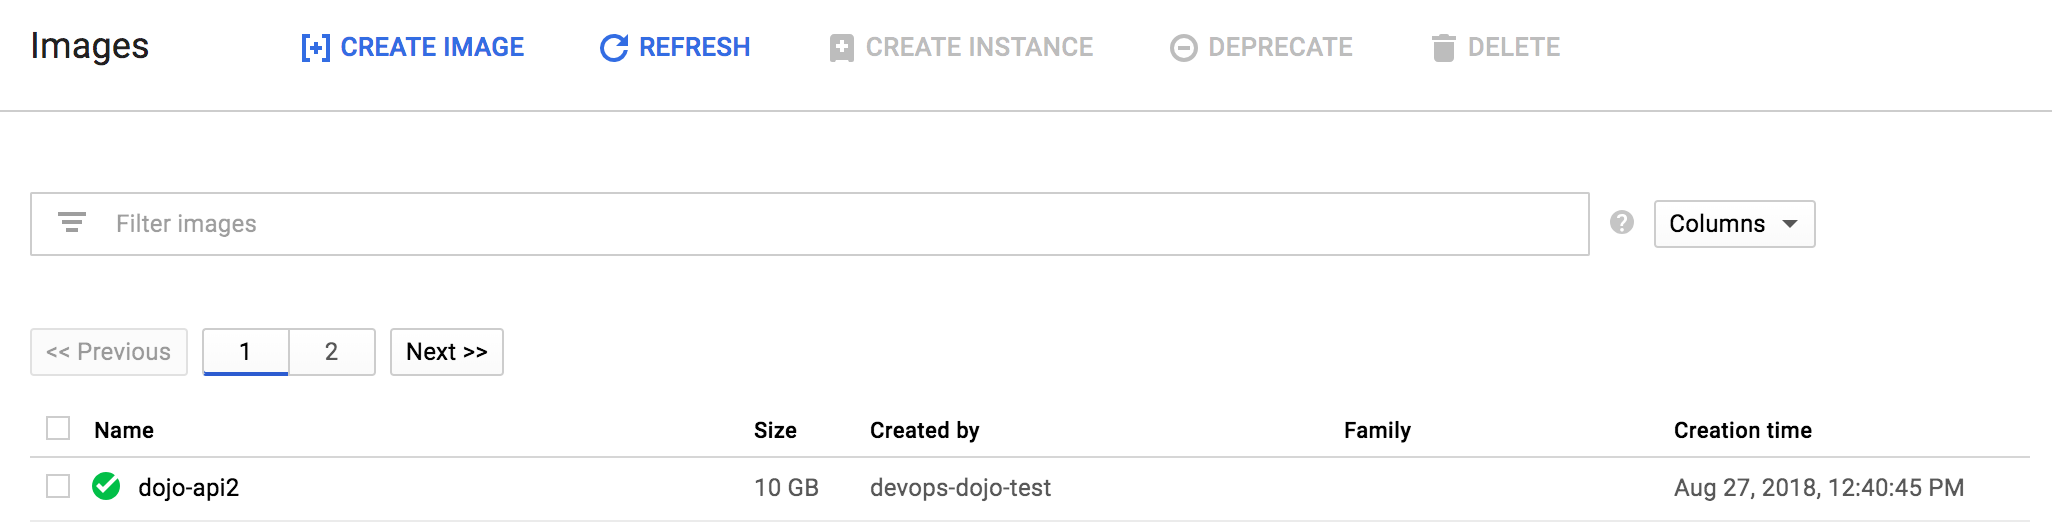 Images CREATE IMAGE REFRESH CREATE INSTANCE DEPRECATE DELETE
Filter images ? Columns
<< Previous 1 2 Next >>
Name Size Created by Family Creation time
dojo-api2 10 GB devops-dojo-test Aug 27, 2018, 12:40:45 PM